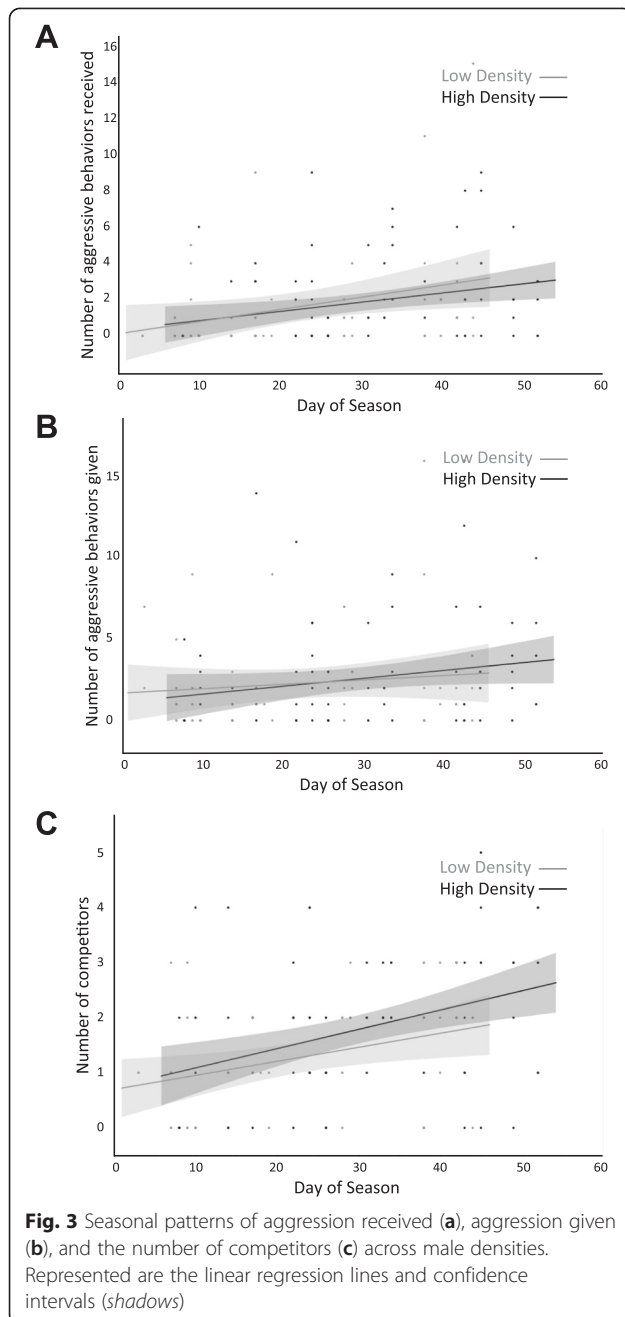 A
Number of aggressive behaviors received
16
14
12
10
8
6
4
2
0
Low Density
High Density
0 10 20 30 40 50 60
Day of Season
B
Number of aggressive behaviors given
15
10
5
0
Low Density
High Density
0 10 20 30 40 50 60
Day of Season
C
Number of competitors
5
4
3
2
1
0
Low Density
High Density
0 10 20 30 40 50 60
Day of Season
Fig. 3 Seasonal patterns of aggression received (a), aggression given
(b), and the number of competitors (c) across male densities.
Represented are the linear regression lines and confidence
intervals (shadows)